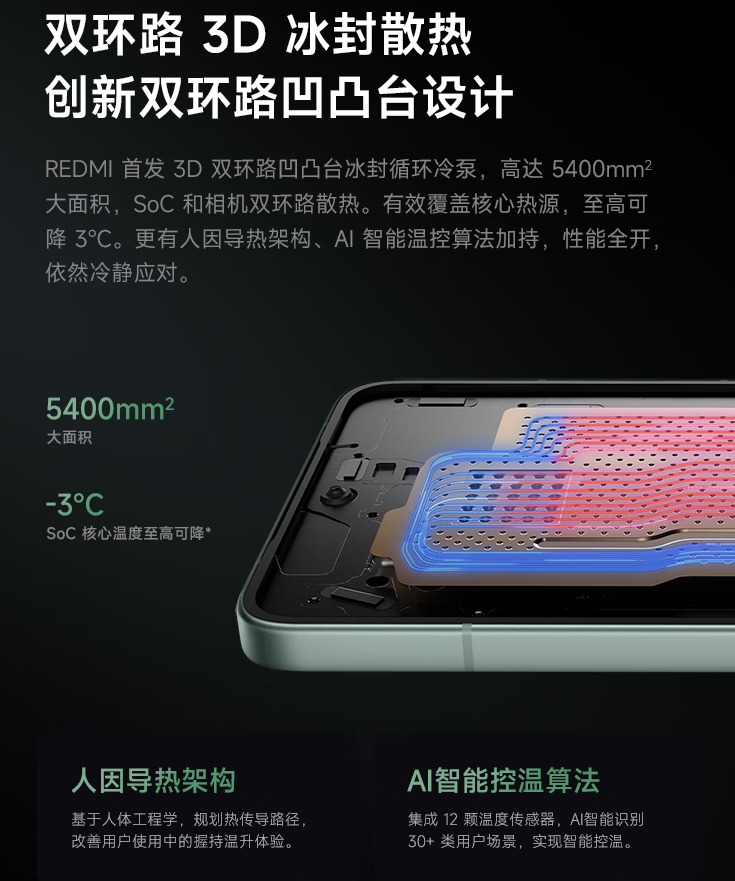 双环路 3D 冰封散热
创新双环路凹凸台设计
REDMI 首发 3D 双环路凹凸台冰封循环冷泵，高达 5400mm²
大面积，SoC 和相机双环路散热。有效覆盖核心热源，至高可
降 3°C。更有人因导热架构、AI 智能温控算法加持，性能全开，
依然冷静应对。
5400mm²
大面积
-3°C
SoC 核心温度至高可降*
人因导热架构
基于人体工程学，规划热传导路径，
改善用户使用中的握持温升体验。
AI智能控温算法
集成 12 颗温度传感器，AI智能识别
30+ 类用户场景，实现智能控温。